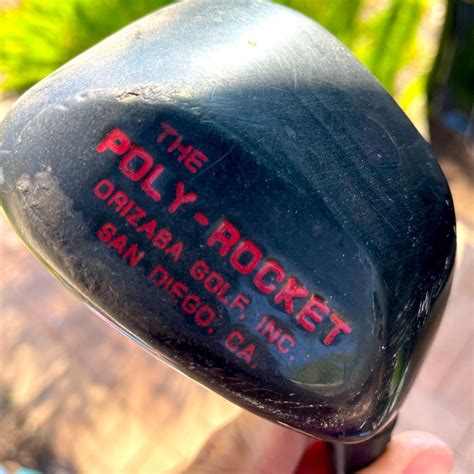 THE
POLY-ROCKET
ORIZABA GOLF, INC.
SAN DIEGO, CA.